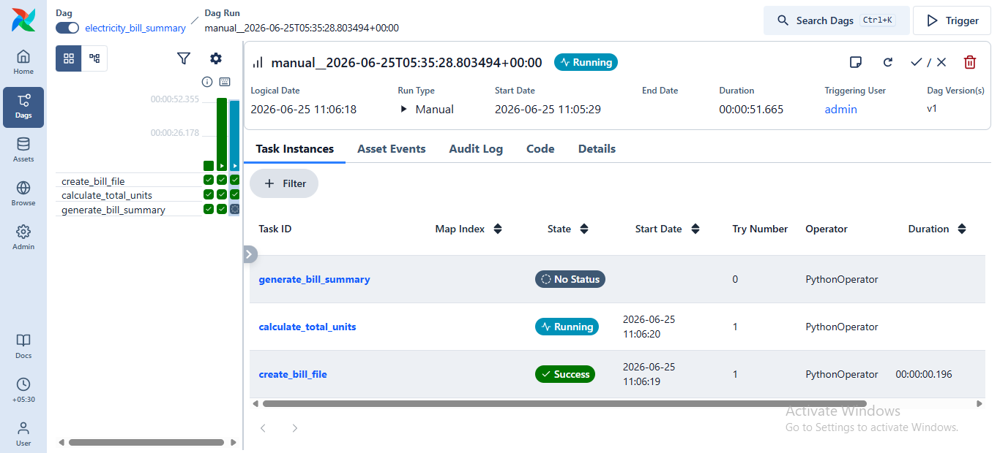 Dag
electricity_bill_summary
/
Dag Run
manual__2026-06-25T05:35:28.803494+00:00
Search Dags Ctrl+K
Trigger
Home
Dags
Assets
Browse
Admin
Docs
+05:30
User
00:00:52.355
00:00:26.178
create_bill_file
calculate_total_units
generate_bill_summary
manual__2026-06-25T05:35:28.803494+00:00 Running
/
Logical Date Run Type Start Date End Date Duration Triggering User Dag Version(s)
2026-06-25 11:06:18 Manual 2026-06-25 11:05:29 00:00:51.665 admin v1
Task Instances Asset Events Audit Log Code Details
+ Filter
Task ID Map Index State Start Date Try Number Operator Duration
generate_bill_summary No Status 0 PythonOperator
calculate_total_units Running 2026-06-25 11:06:20 1 PythonOperator
create_bill_file Success 2026-06-25 11:06:19 1 PythonOperator 00:00:00.196
Activate Windows
Go to Settings to activate Windows.